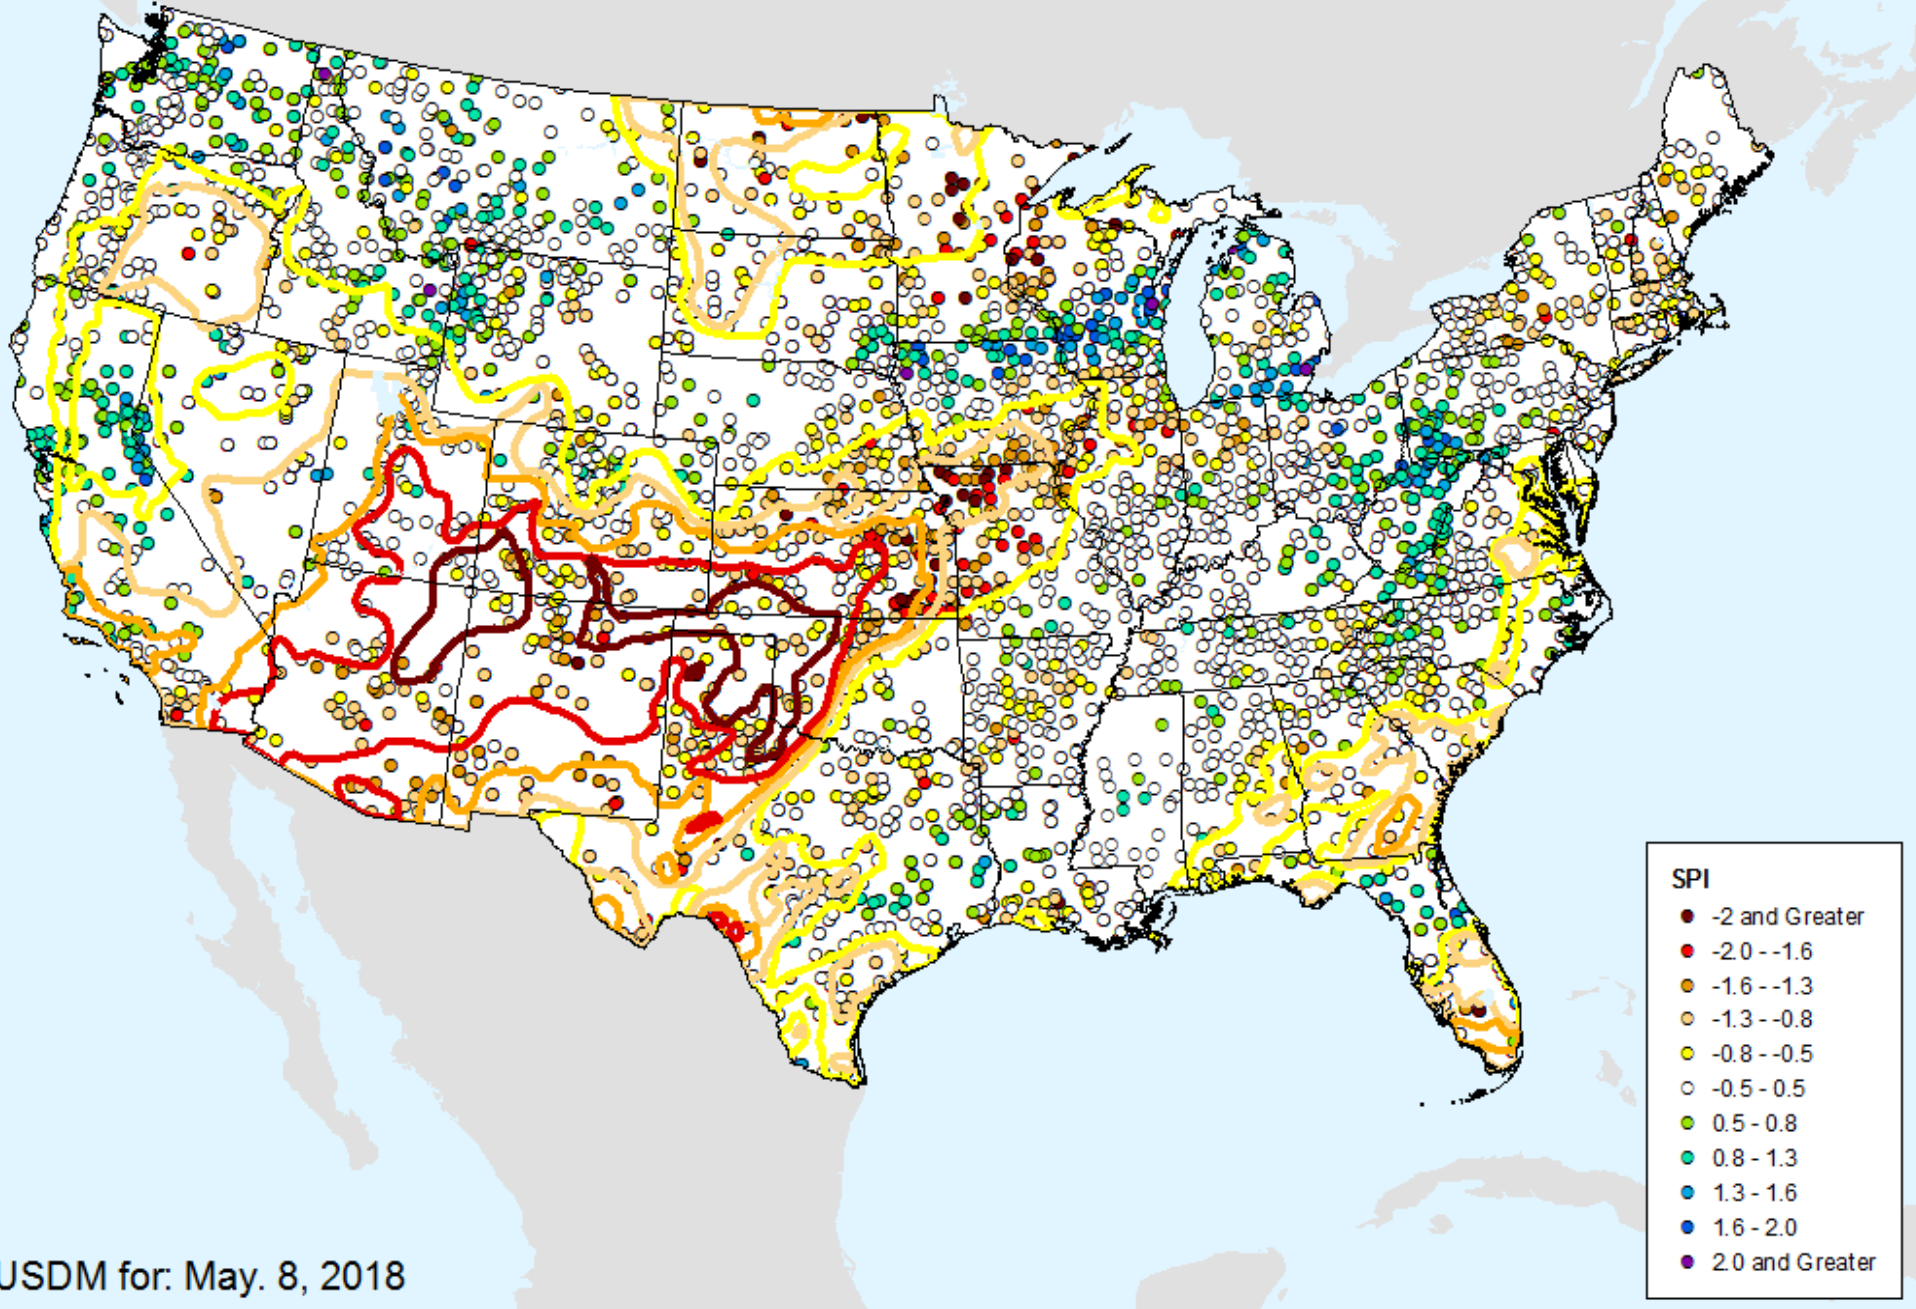 SPI
-2 and Greater
-2.0 - -1.6
-1.6 - -1.3
-1.3 - -0.8
-0.8 - -0.5
-0.5 - 0.5
0.5 - 0.8
0.8 - 1.3
1.3 - 1.6
1.6 - 2.0
2.0 and Greater
USDM for: May. 8, 2018